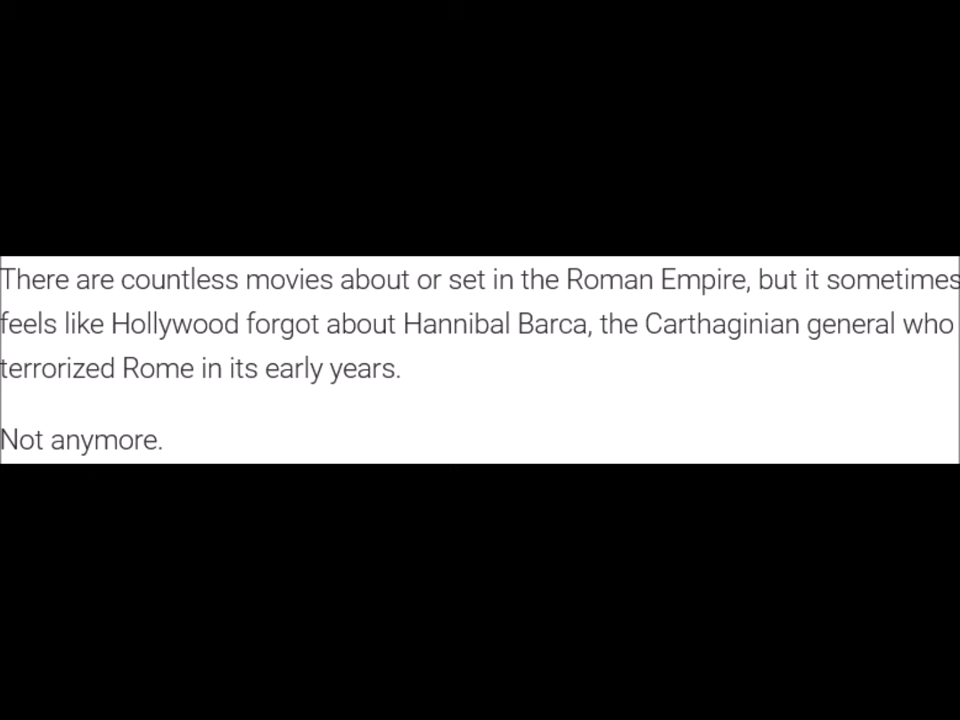 There are countless movies about or set in the Roman Empire, but it sometimes
feels like Hollywood forgot about Hannibal Barca, the Carthaginian general who
terrorized Rome in its early years.
Not anymore.